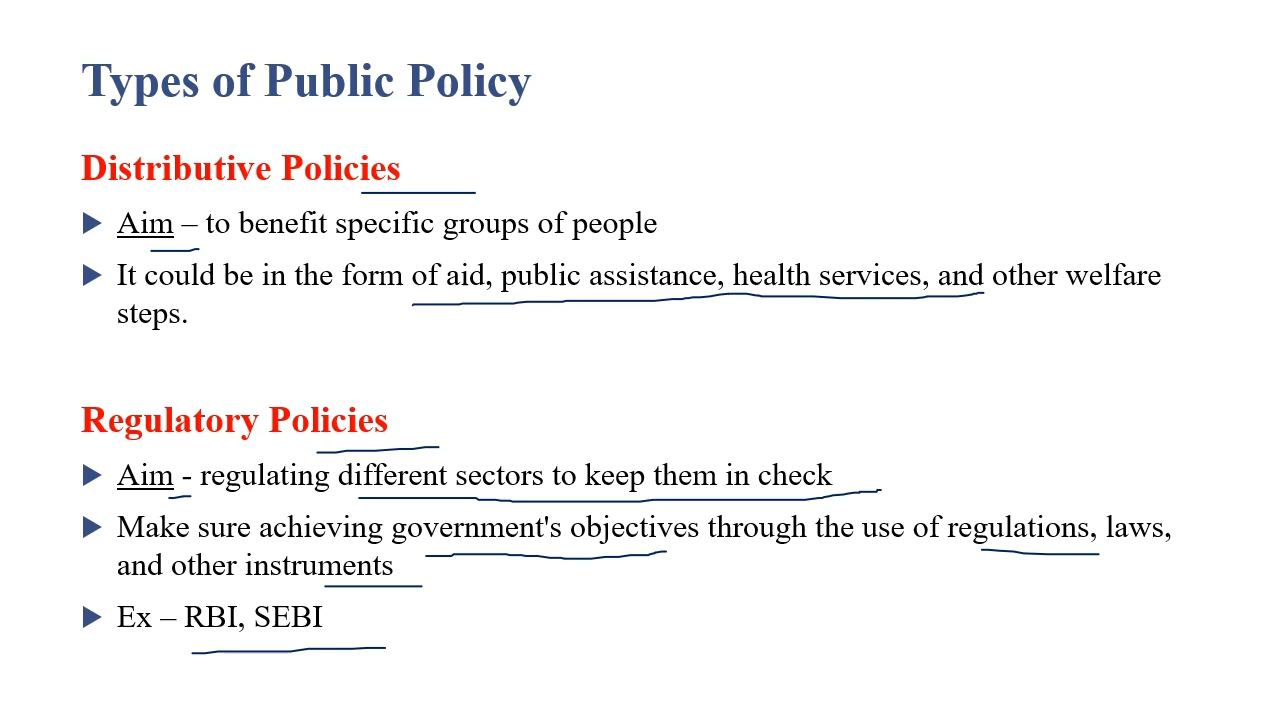 Types of Public Policy
Distributive Policies
Aim – to benefit specific groups of people
It could be in the form of aid, public assistance, health services, and other welfare
steps.
Regulatory Policies
Aim - regulating different sectors to keep them in check
Make sure achieving government's objectives through the use of regulations, laws,
and other instruments
Ex – RBI, SEBI